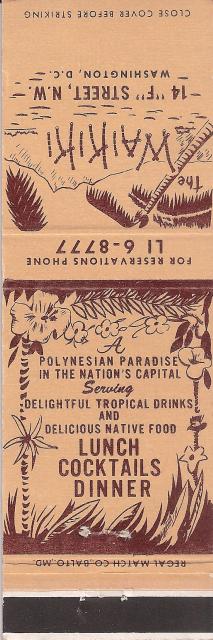 CLOSE COVER BEFORE STRIKING
The
WAIKIKI
14 "F" STREET, N.W.
WASHINGTON, D.C.
FOR RESERVATIONS PHONE
LI 6-8777
A
POLYNESIAN PARADISE
IN THE NATION'S CAPITAL
Serving
DELIGHTFUL TROPICAL DRINKS
AND
DELICIOUS NATIVE FOOD
LUNCH
COCKTAILS
DINNER
REGAL MATCH CO. BALTO., MD.